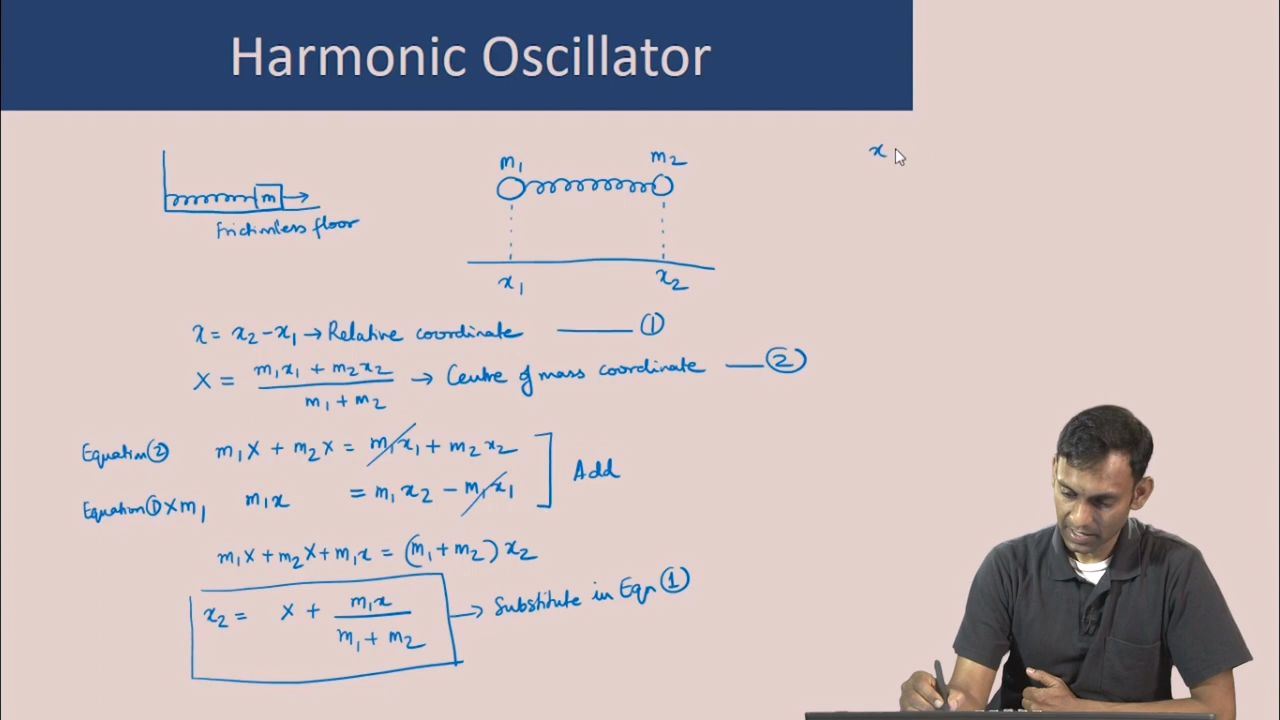 Harmonic Oscillator
m
Frictionless floor
m₁ m₂
x₁ x₂
x
x = x₂ - x₁ → Relative coordinate —— ①
X = (m₁x₁ + m₂x₂)/(m₁ + m₂) → Centre of mass coordinate —— ②
Equation ② m₁X + m₂X = m₁x₁ + m₂x₂
Add
Equation ① × m₁ m₁x = m₁x₂ - m₁x₁
m₁X + m₂X + m₁x = (m₁ + m₂) x₂
x₂ = X + m₁x/(m₁ + m₂) → Substitute in Eqn ①